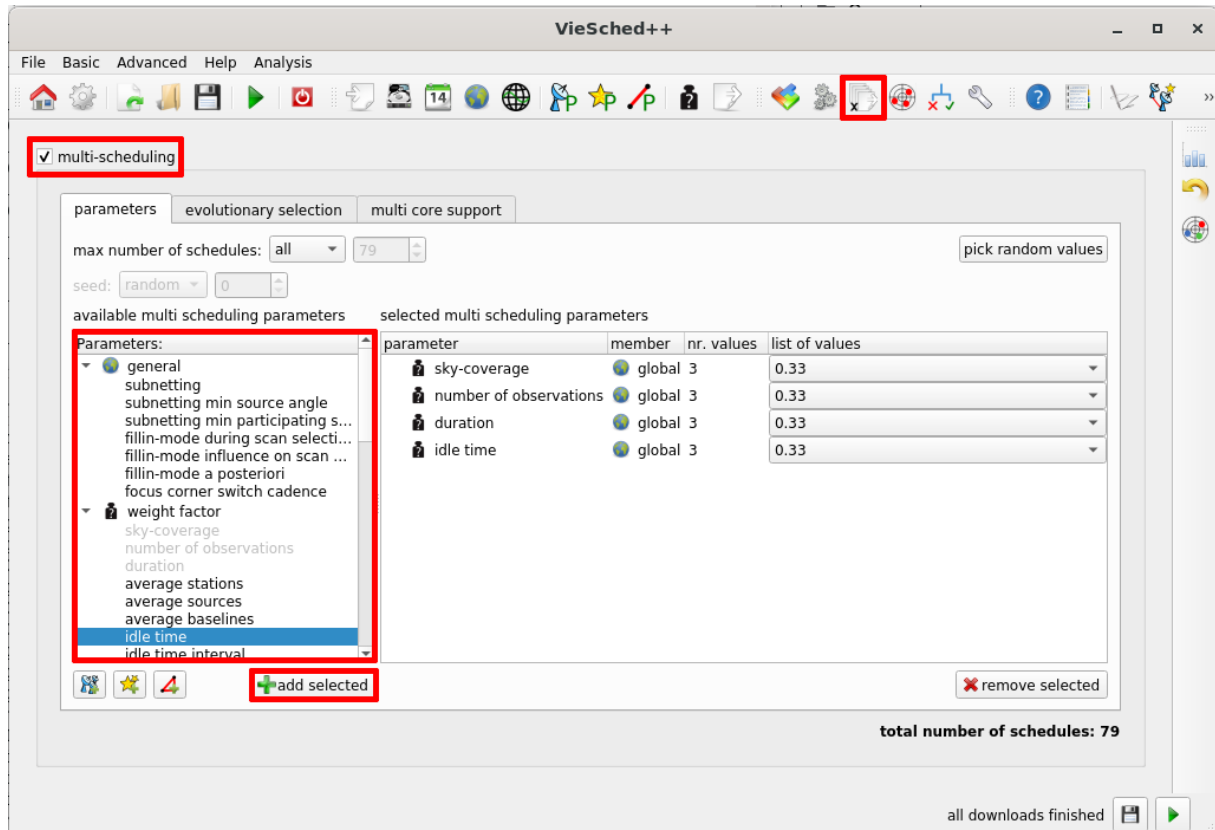 VieSched++
File Basic Advanced Help Analysis
14 P P P x ? »
multi-scheduling
parameters evolutionary selection multi core support
max number of schedules: all 79 pick random values
seed: random 0
available multi scheduling parameters selected multi scheduling parameters
Parameters: parameter member nr. values list of values
general
subnetting
subnetting min source angle
subnetting min participating s...
fillin-mode during scan selecti...
fillin-mode influence on scan ...
fillin-mode a posteriori
focus corner switch cadence
weight factor
sky-coverage
number of observations
duration
average stations
average sources
average baselines
idle time
idle time interval
sky-coverage global 3 0.33
number of observations global 3 0.33
duration global 3 0.33
idle time global 3 0.33
add selected remove selected
total number of schedules: 79
all downloads finished